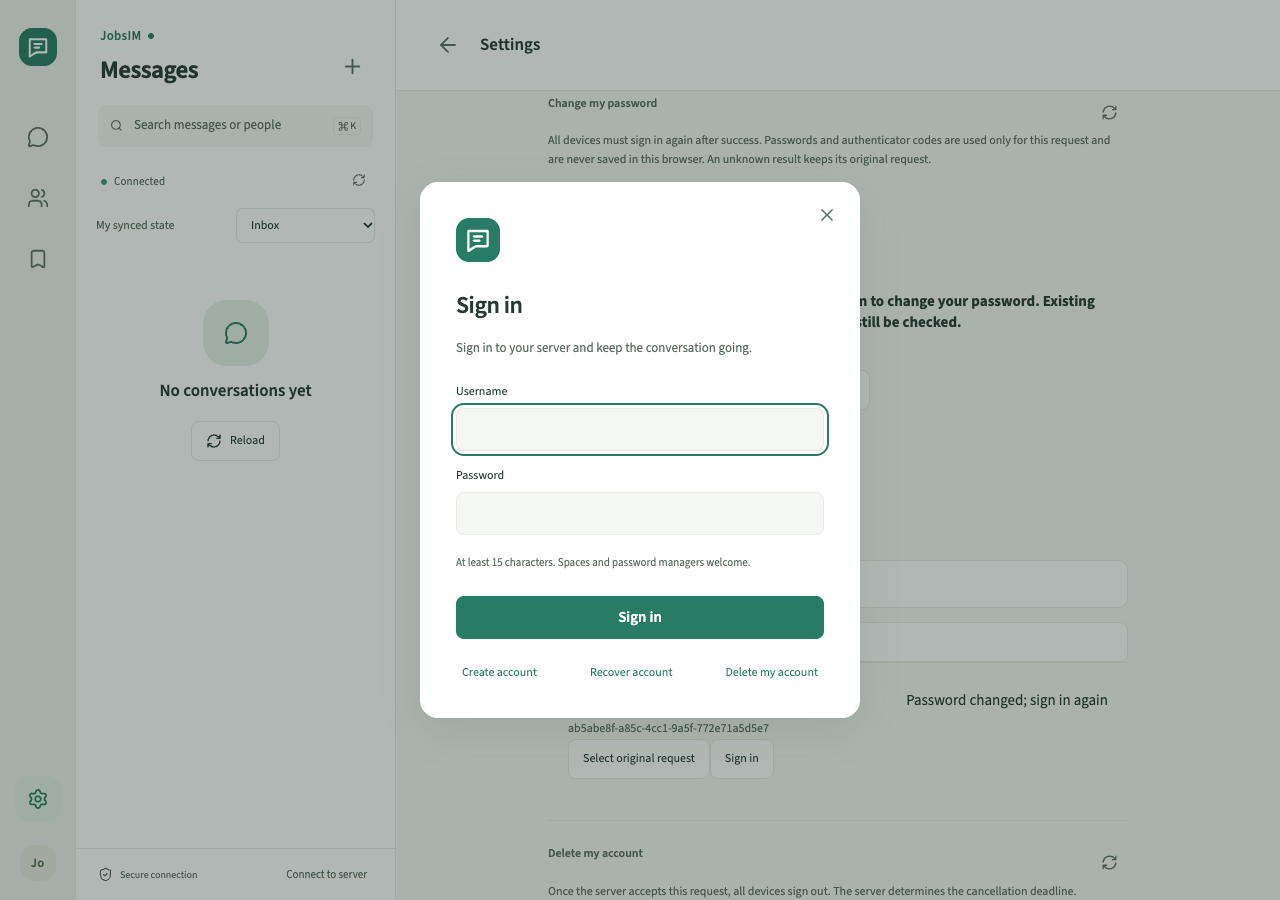 JobsIM
Messages
Search messages or people
⌘K
Connected
My synced state
Inbox
No conversations yet
Reload
Secure connection
Connect to server
Jo
Settings
Change my password
All devices must sign in again after success. Passwords and authenticator codes are used only for this request and
are never saved in this browser. An unknown result keeps its original request.
n to change your password. Existing
still be checked.
Sign in
Sign in to your server and keep the conversation going.
Username
Password
At least 15 characters. Spaces and password managers welcome.
Sign in
Create account
Recover account
Delete my account
Password changed; sign in again
ab5abe8f-a85c-4cc1-9a5f-772e71a5d5e7
Select original request
Sign in
Delete my account
Once the server accepts this request, all devices sign out. The server determines the cancellation deadline.